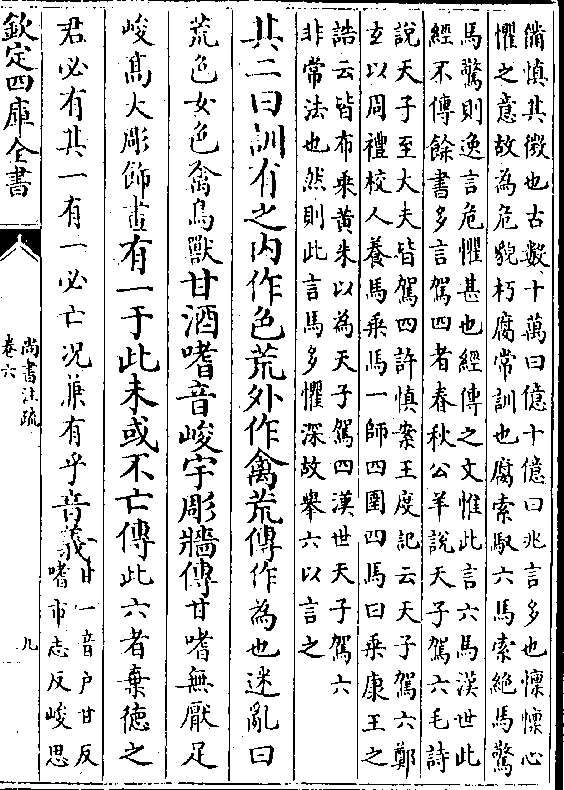 備慎其微也古數十萬曰億十億曰兆言多也懍懍心
懼之意故為危貌朽腐常訓也腐索馭六馬索絕馬驚
馬驚則逸言危懼甚也經傳之文惟此言六馬漢世此
經不傳餘書多言駕四者春秋公羊說天子駕六毛詩
說天子至大夫皆駕四許慎案王度記云天子駕六鄭
𤣥以周禮校人養馬乘馬一師四圉四馬曰乘康王之
誥云皆布乘黃朱以為天子駕四漢世天子駕六
非常法也然則此言馬多懼深故舉六以言之
其二曰訓有之内作色荒外作禽荒傳作為也迷亂曰
荒色女色禽鳥獸甘酒嗜音峻宇彫牆傳甘嗜無厭足
峻髙大彫飾畫有一于此未或不亡傳此六者棄徳之
君必有其一有一必亡况兼有乎音義
甘一音户甘反
嗜市志反峻思
欽定四庫全書
尚書注疏
卷六
九